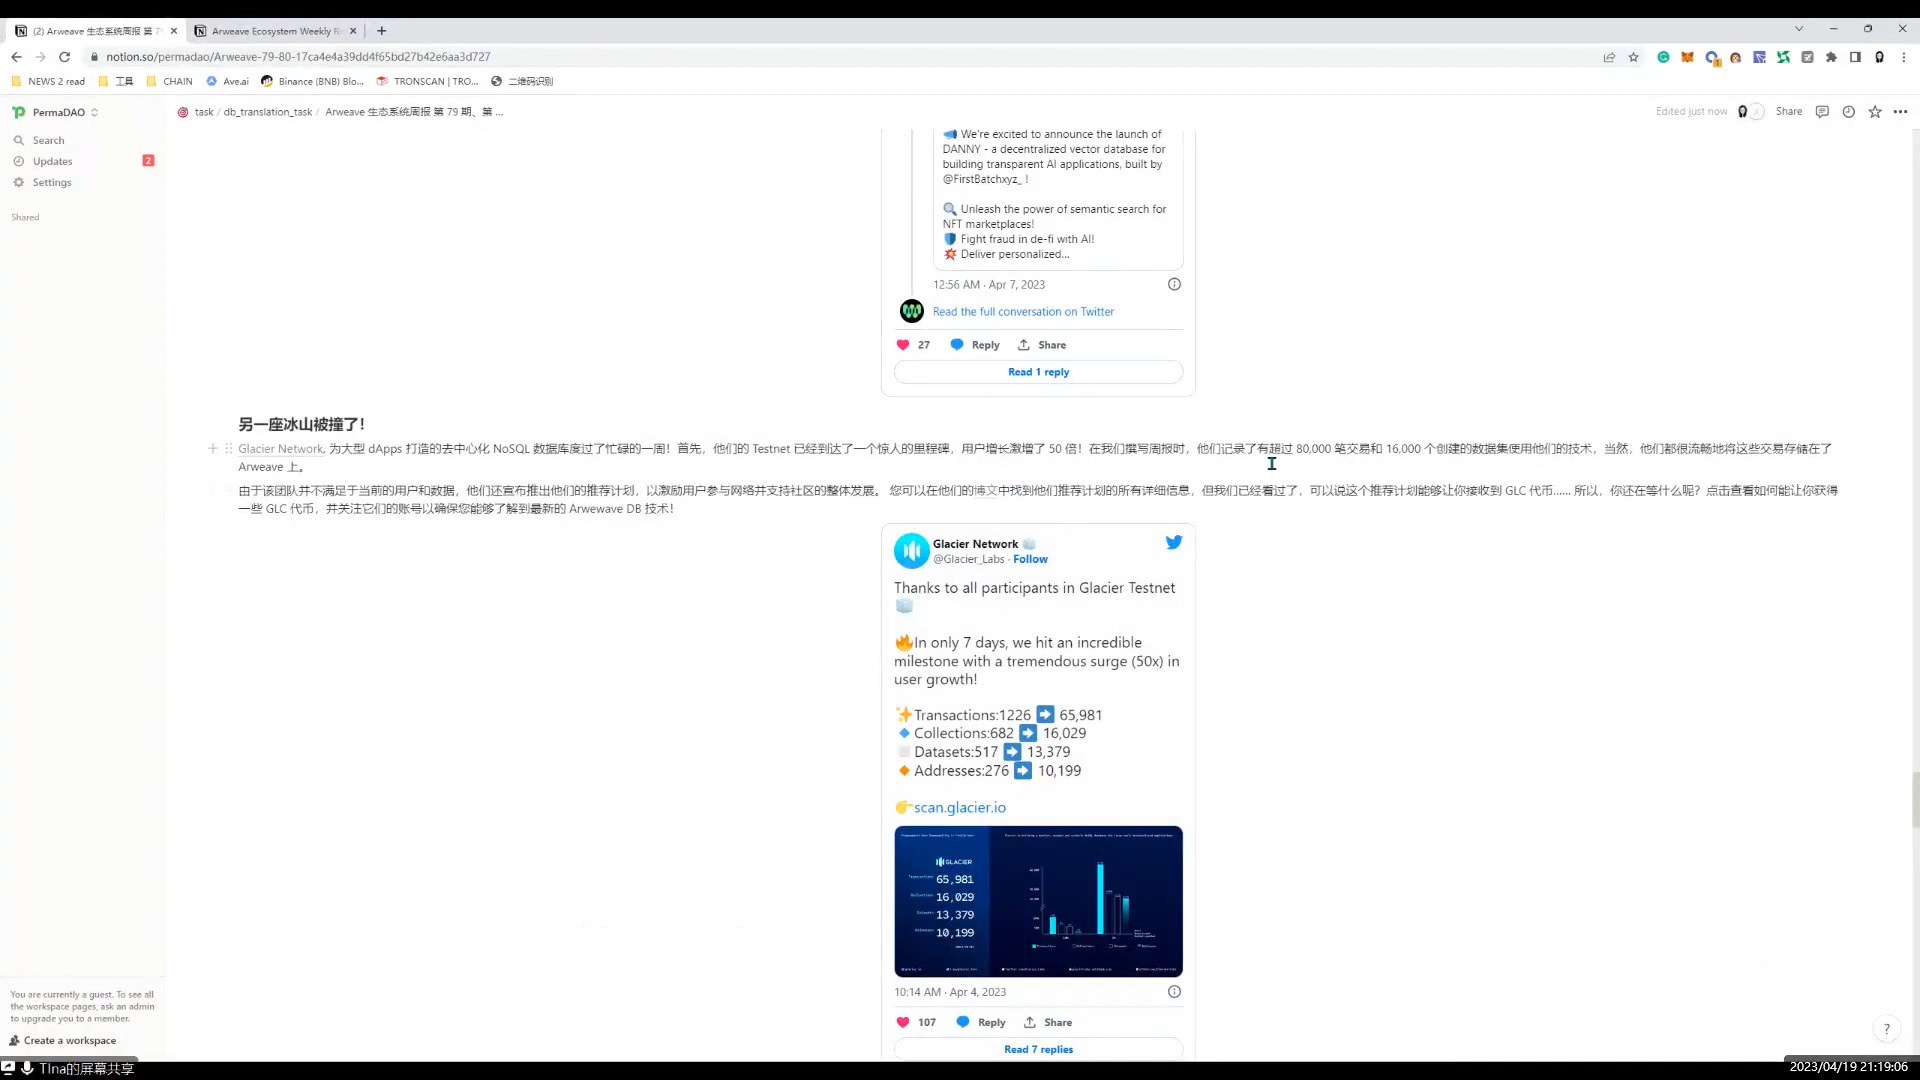 (2) Arweave 生态系统周报 第 7
Arweave Ecosystem Weekly R
notion.so/permadao/Arweave-79-80-17ca4e4a39dd4f65bd27b42e6aa3d727
NEWS 2 read
工具
CHAIN
Ave.ai
Binance (BNB) Blo...
TRONSCAN | TRO...
二维码识别
PermaDAO
task / db_translation_task / Arweave 生态系统周报 第 79 期、第 ...
Edited just now
Share
Search
Updates
2
Settings
Shared
We're excited to announce the launch of
DANNY - a decentralized vector database for
building transparent AI applications, built by
@FirstBatchxyz_ !
Unleash the power of semantic search for
NFT marketplaces!
Fight fraud in de-fi with AI!
Deliver personalized...
12:56 AM · Apr 7, 2023
Read the full conversation on Twitter
27 Reply Share
Read 1 reply
另一座冰山被撞了!
Glacier Network, 为大型 dApps 打造的去中心化 NoSQL 数据库度过了忙碌的一周！首先，他们的 Testnet 已经到达了一个惊人的里程碑，用户增长激增了 50 倍！在我们撰写周报时，他们记录了有超过 80,000 笔交易和 16,000 个创建的数据集使用他们的技术，当然，他们都很流畅地将这些交易存储在了
Arweave 上。
由于该团队并不满足于当前的用户和数据，他们还宣布推出他们的推荐计划，以激励用户参与网络并支持社区的整体发展。 您可以在他们的博文中找到他们推荐计划的所有详细信息，但我们已经看过了，可以说这个推荐计划能够让你接收到 GLC 代币...... 所以，你还在等什么呢？点击查看如何能让你获得
一些 GLC 代币，并关注它们的账号以确保您能够了解到最新的 Arwewave DB 技术！
Glacier Network
@Glacier_Labs · Follow
Thanks to all participants in Glacier Testnet
In only 7 days, we hit an incredible
milestone with a tremendous surge (50x) in
user growth!
Transactions:1226 ➡ 65,981
Collections:682 ➡ 16,029
Datasets:517 ➡ 13,379
Addresses:276 ➡ 10,199
scan.glacier.io
GLACIER
65,981
16,029
13,379
10,199
10:14 AM · Apr 4, 2023
107 Reply Share
Read 7 replies
You are currently a guest. To see all
the workspace pages, ask an admin
to upgrade you to a member.
Create a workspace
?
TIna的屏幕共享
2023/04/19 21:19:06